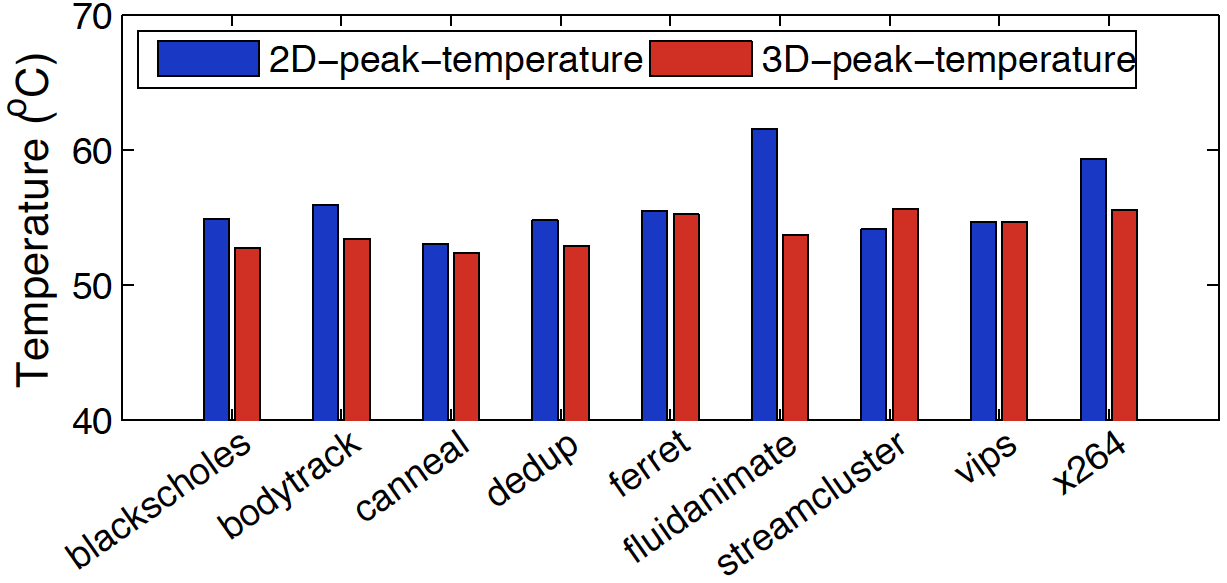 70
2D-peak-temperature 3D-peak-temperature
60
50
40
Temperature (°C)
blackscholes
bodytrack
canneal
dedup
ferret
fluidanimate
streamcluster
vips
x264